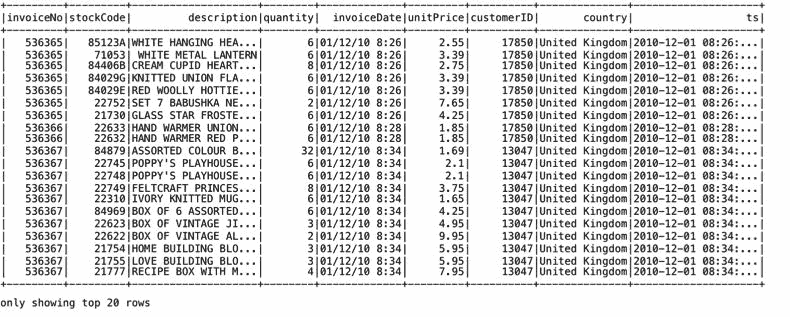 +---------+---------+--------------------+--------+-------------+---------+----------+--------------+--------------------+
|invoiceNo|stockCode|         description|quantity|  invoiceDate|unitPrice|customerID|       country|                  ts|
+---------+---------+--------------------+--------+-------------+---------+----------+--------------+--------------------+
|   536365|   85123A|WHITE HANGING HEA...|       6|01/12/10 8:26|     2.55|     17850|United Kingdom|2010-12-01 08:26:...|
|   536365|    71053| WHITE METAL LANTERN|       6|01/12/10 8:26|     3.39|     17850|United Kingdom|2010-12-01 08:26:...|
|   536365|   84406B|CREAM CUPID HEART...|       8|01/12/10 8:26|     2.75|     17850|United Kingdom|2010-12-01 08:26:...|
|   536365|   84029G|KNITTED UNION FLA...|       6|01/12/10 8:26|     3.39|     17850|United Kingdom|2010-12-01 08:26:...|
|   536365|   84029E|RED WOOLLY HOTTIE...|       6|01/12/10 8:26|     3.39|     17850|United Kingdom|2010-12-01 08:26:...|
|   536365|    22752|SET 7 BABUSHKA NE...|       2|01/12/10 8:26|     7.65|     17850|United Kingdom|2010-12-01 08:26:...|
|   536365|    21730|GLASS STAR FROSTE...|       6|01/12/10 8:26|     4.25|     17850|United Kingdom|2010-12-01 08:26:...|
|   536366|    22633|HAND WARMER UNION...|       6|01/12/10 8:28|     1.85|     17850|United Kingdom|2010-12-01 08:28:...|
|   536366|    22632|HAND WARMER RED P...|       6|01/12/10 8:28|     1.85|     17850|United Kingdom|2010-12-01 08:28:...|
|   536367|    84879|ASSORTED COLOUR B...|      32|01/12/10 8:34|     1.69|     13047|United Kingdom|2010-12-01 08:34:...|
|   536367|    22745|POPPY'S PLAYHOUSE...|       6|01/12/10 8:34|      2.1|     13047|United Kingdom|2010-12-01 08:34:...|
|   536367|    22748|POPPY'S PLAYHOUSE...|       6|01/12/10 8:34|      2.1|     13047|United Kingdom|2010-12-01 08:34:...|
|   536367|    22749|FELTCRAFT PRINCES...|       8|01/12/10 8:34|     3.75|     13047|United Kingdom|2010-12-01 08:34:...|
|   536367|    22310|IVORY KNITTED MUG...|       6|01/12/10 8:34|     1.65|     13047|United Kingdom|2010-12-01 08:34:...|
|   536367|    84969|BOX OF 6 ASSORTED...|       6|01/12/10 8:34|     4.25|     13047|United Kingdom|2010-12-01 08:34:...|
|   536367|    22623|BOX OF VINTAGE JI...|       3|01/12/10 8:34|     4.95|     13047|United Kingdom|2010-12-01 08:34:...|
|   536367|    22622|BOX OF VINTAGE AL...|       2|01/12/10 8:34|     9.95|     13047|United Kingdom|2010-12-01 08:34:...|
|   536367|    21754|HOME BUILDING BLO...|       3|01/12/10 8:34|     5.95|     13047|United Kingdom|2010-12-01 08:34:...|
|   536367|    21755|LOVE BUILDING BLO...|       3|01/12/10 8:34|     5.95|     13047|United Kingdom|2010-12-01 08:34:...|
|   536367|    21777|RECIPE BOX WITH M...|       4|01/12/10 8:34|     7.95|     13047|United Kingdom|2010-12-01 08:34:...|
+---------+---------+--------------------+--------+-------------+---------+----------+--------------+--------------------+
only showing top 20 rows